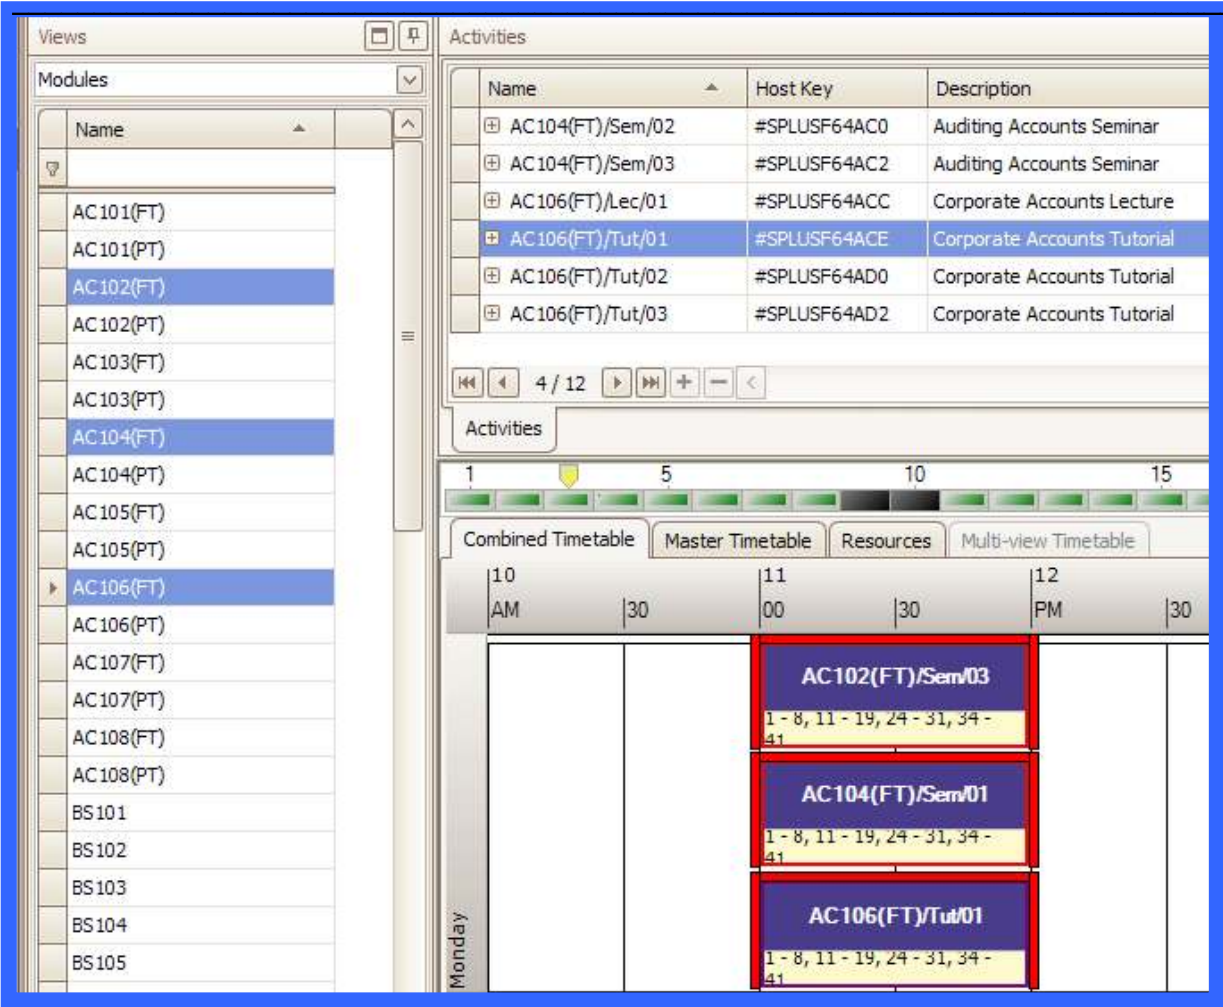 Views
Modules
Name
AC101(FT)
AC101(PT)
AC102(FT)
AC102(PT)
AC103(FT)
AC103(PT)
AC104(FT)
AC104(PT)
AC105(FT)
AC105(PT)
AC106(FT)
AC106(PT)
AC107(FT)
AC107(PT)
AC108(FT)
AC108(PT)
BS101
BS102
BS103
BS104
BS105
Activities
Name Host Key Description
AC104(FT)/Sem/02 #SPLUSF64AC0 Auditing Accounts Seminar
AC104(FT)/Sem/03 #SPLUSF64AC2 Auditing Accounts Seminar
AC106(FT)/Lec/01 #SPLUSF64ACC Corporate Accounts Lecture
AC106(FT)/Tut/01 #SPLUSF64ACE Corporate Accounts Tutorial
AC106(FT)/Tut/02 #SPLUSF64AD0 Corporate Accounts Tutorial
AC106(FT)/Tut/03 #SPLUSF64AD2 Corporate Accounts Tutorial
4 / 12
Activities
1 5 10 15
Combined Timetable Master Timetable Resources Multi-view Timetable
10 11 12
AM 30 00 30 PM 30
Monday
AC102(FT)/Sem/03
1 - 8, 11 - 19, 24 - 31, 34 -
41
AC104(FT)/Sem/01
1 - 8, 11 - 19, 24 - 31, 34 -
41
AC106(FT)/Tut/01
1 - 8, 11 - 19, 24 - 31, 34 -
41